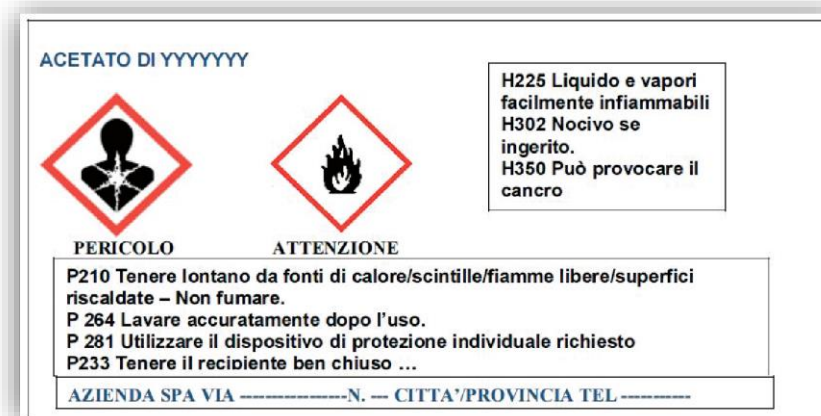 ACETATO DI YYYYYYY
H225 Liquido e vapori
facilmente infiammabili
H302 Nocivo se
ingerito.
H350 Può provocare il
cancro
PERICOLO
ATTENZIONE
P210 Tenere lontano da fonti di calore/scintille/fiamme libere/superfici
riscaldate – Non fumare.
P 264 Lavare accuratamente dopo l'uso.
P 281 Utilizzare il dispositivo di protezione individuale richiesto
P233 Tenere il recipiente ben chiuso ...
AZIENDA SPA VIA -----------------N. --- CITTA'/PROVINCIA TEL -----------